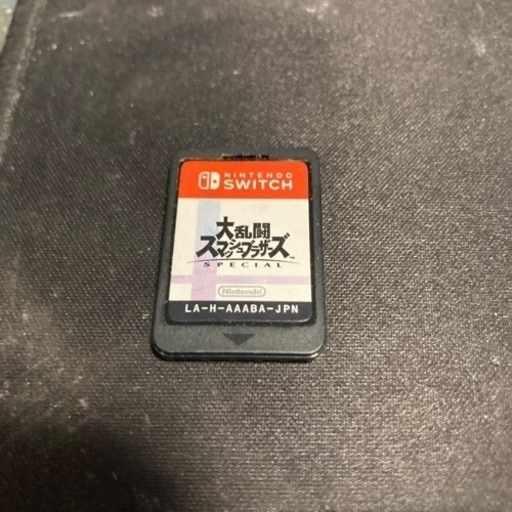 NINTENDO
SWITCH
大乱闘
スマッシュブラザーズ
SPECIAL
TM
Nintendo
LA-H-AAABA-JPN